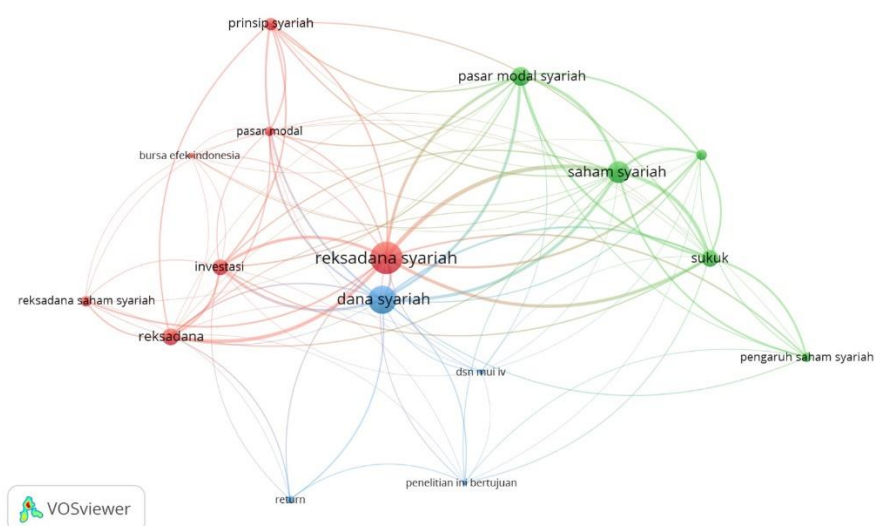 prinsip syariah
pasar modal syariah
pasar modal
bursa efek indonesia
saham syariah
reksadana syariah
sukuk
investasi
dana syariah
reksadana saham syariah
reksadana
pengaruh saham syariah
dsn mui iv
penelitian ini bertujuan
return
VOSviewer